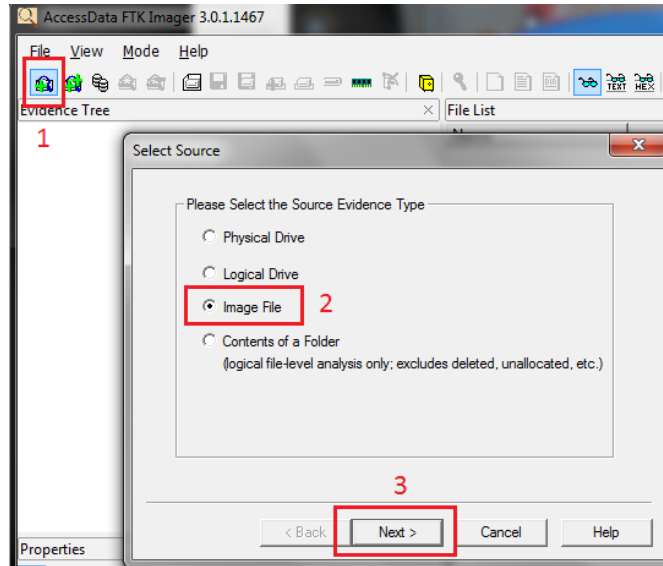 AccessData FTK Imager 3.0.1.1467
File View Mode Help
TEXT HEX
Evidence Tree
File List
1
Select Source
Please Select the Source Evidence Type
Physical Drive
Logical Drive
Image File
2
Contents of a Folder
(logical file-level analysis only; excludes deleted, unallocated, etc.)
3
< Back Next > Cancel Help
Properties